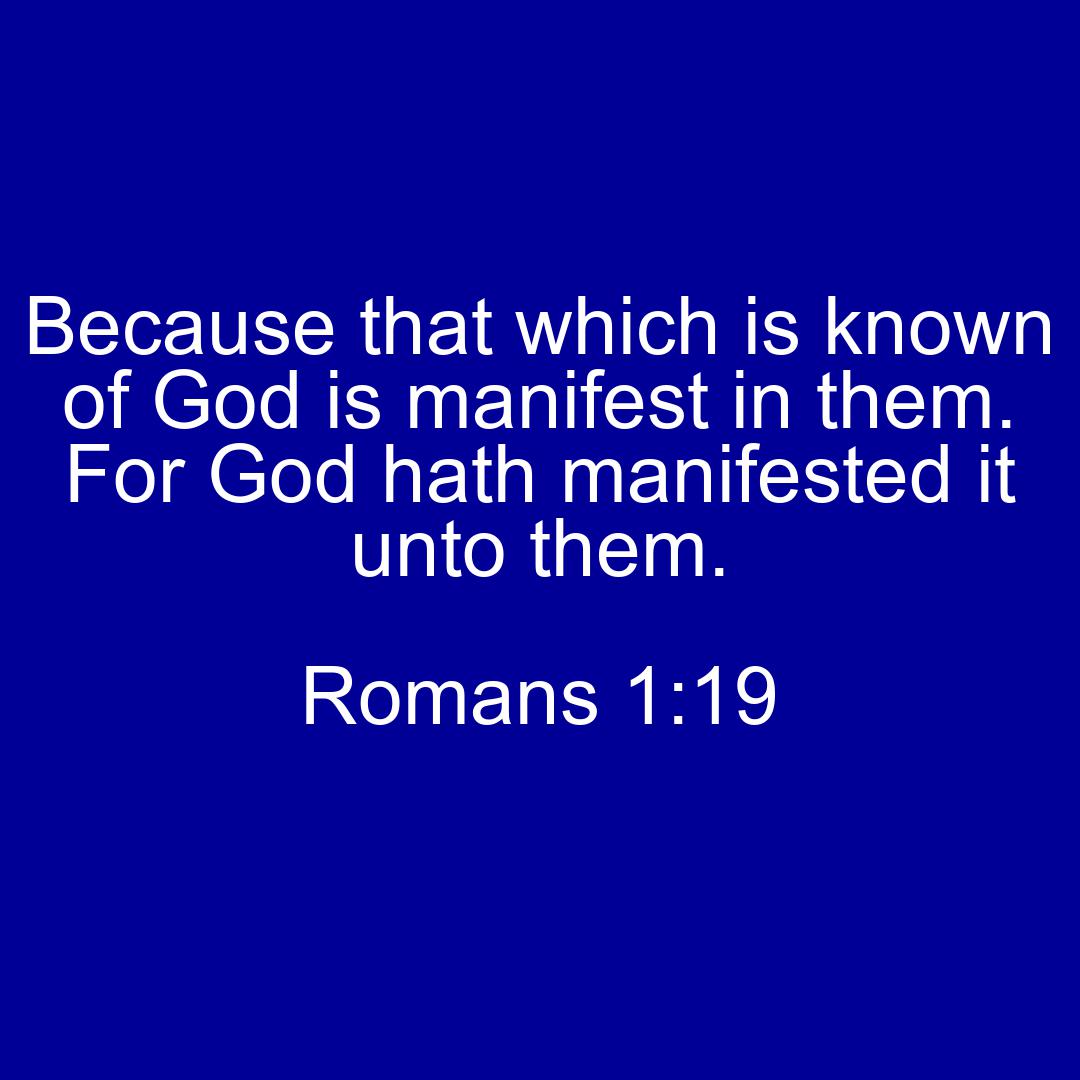 Because that which is known
of God is manifest in them.
For God hath manifested it
unto them.
Romans 1:19